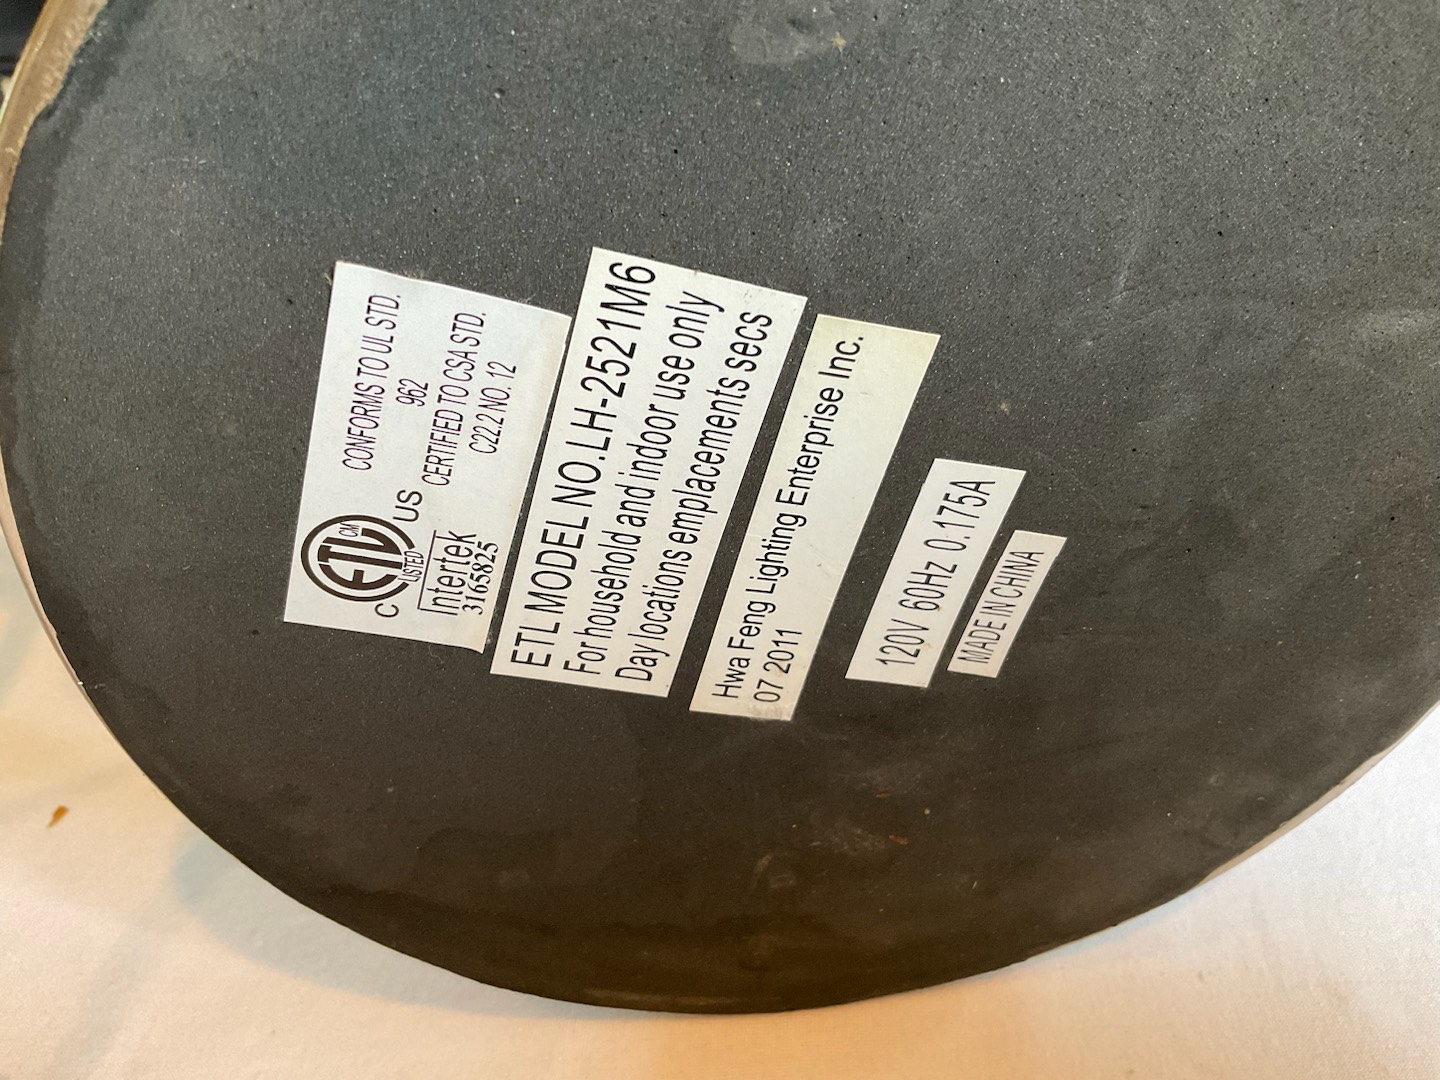 CONFORMS TO UL STD.
962
CERTIFIED TO CSA STD.
C22.2 NO. 12
ETL CM
LISTED
C US
Intertek
3165825
ETL MODEL NO.LH-2521M6
For household and indoor use only
Day locations emplacements secs
Hwa Feng Lighting Enterprise Inc.
07 2011
120V 60Hz 0.175A
MADE IN CHINA